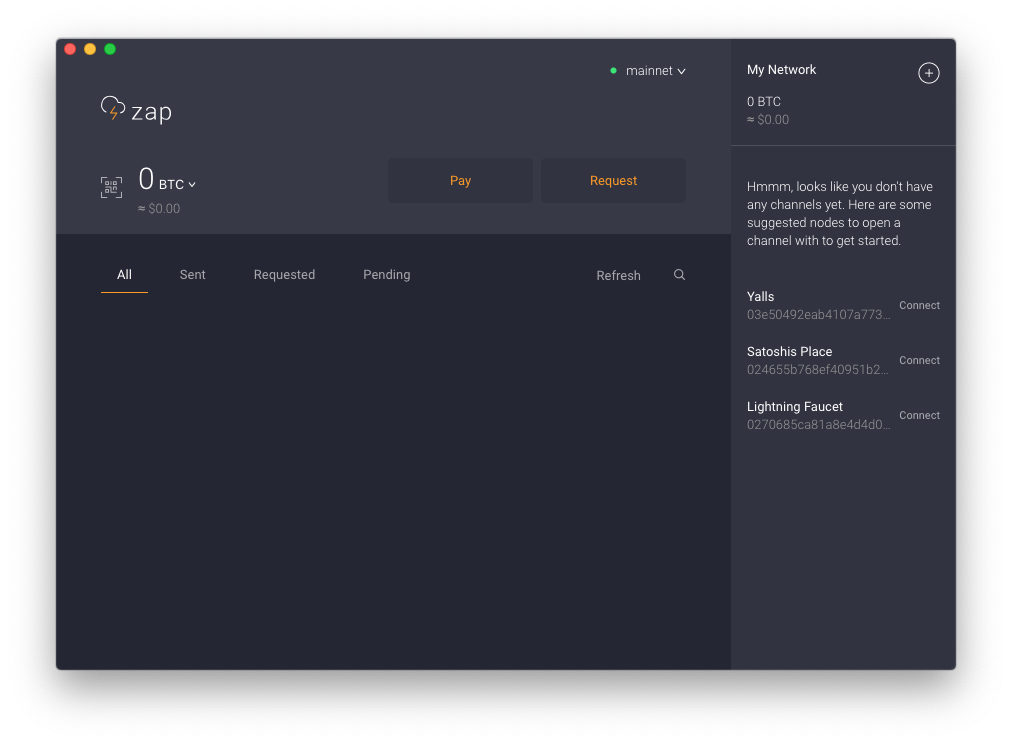 mainnet
zap
0 BTC
≈ $0.00
Pay
Request
All
Sent
Requested
Pending
Refresh
My Network
0 BTC
≈ $0.00
Hmmm, looks like you don't have
any channels yet. Here are some
suggested nodes to open a
channel with to get started.
Yalls
03e50492eab4107a773...
Connect
Satoshis Place
024655b768ef40951b2...
Connect
Lightning Faucet
0270685ca81a8e4d4d0...
Connect